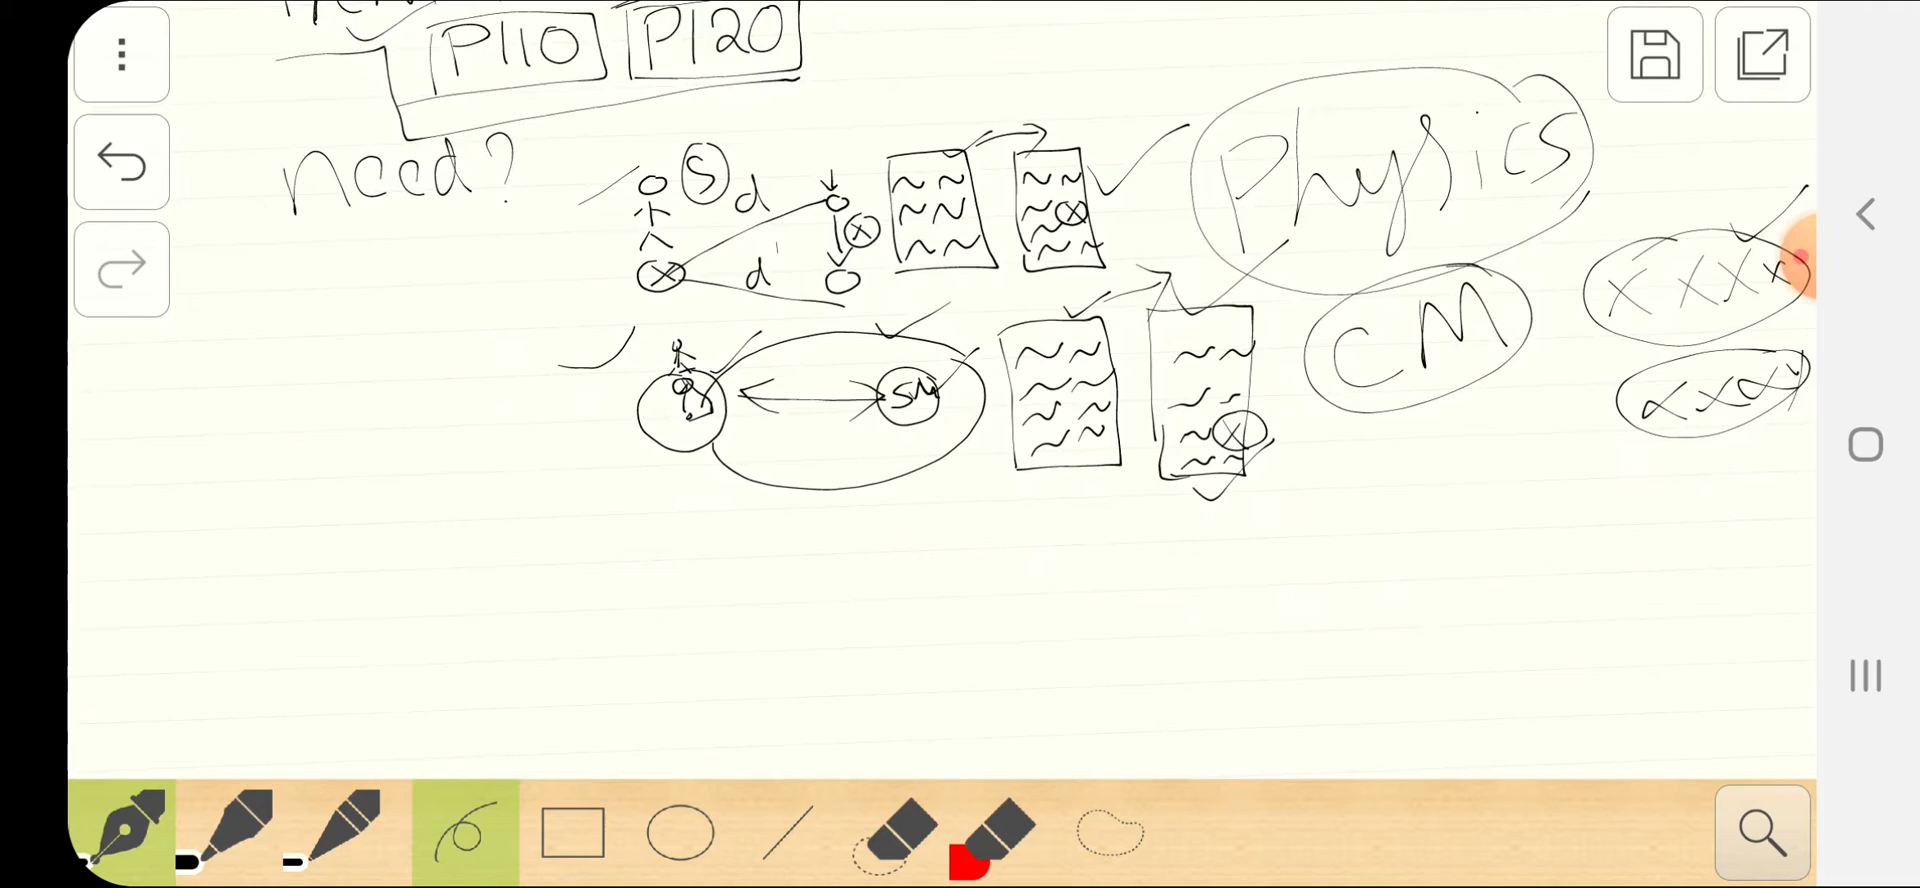 P110 P120
need? S d Physics
d'
SM CM
x x x x